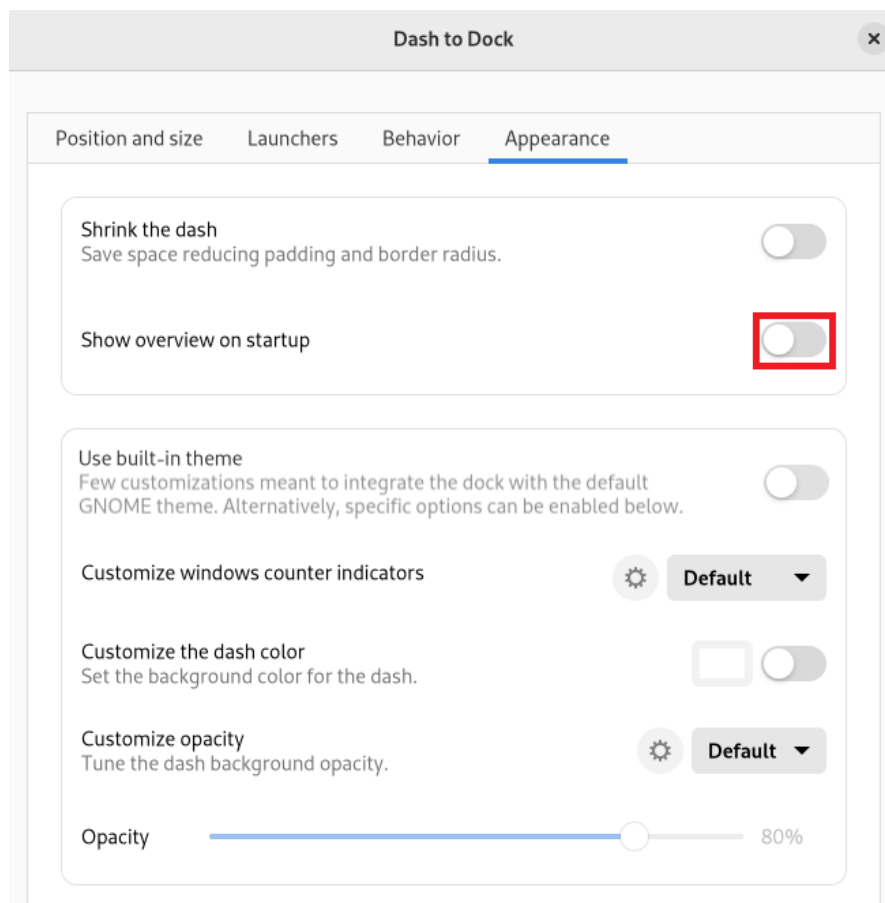 Dash to Dock
Position and size Launchers Behavior Appearance
Shrink the dash
Save space reducing padding and border radius.
Show overview on startup
Use built-in theme
Few customizations meant to integrate the dock with the default
GNOME theme. Alternatively, specific options can be enabled below.
Customize windows counter indicators Default
Customize the dash color
Set the background color for the dash.
Customize opacity
Tune the dash background opacity.
Default
Opacity 80%